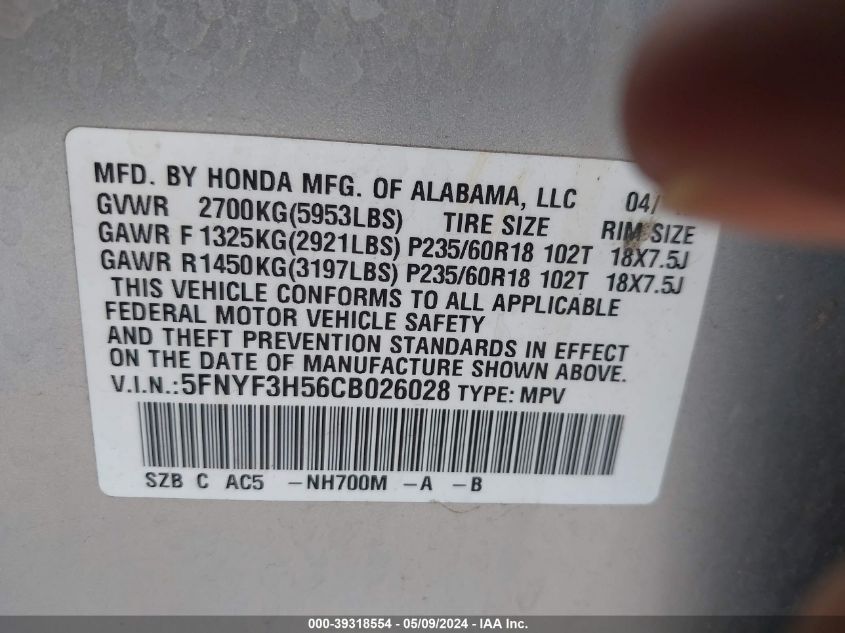 MFD. BY HONDA MFG. OF ALABAMA, LLC 04/
GVWR 2700KG(5953LBS) TIRE SIZE RIM SIZE
GAWR F 1325KG(2921LBS) P235/60R18 102T 18X7.5J
GAWR R1450KG(3197LBS) P235/60R18 102T 18X7.5J
THIS VEHICLE CONFORMS TO ALL APPLICABLE
FEDERAL MOTOR VEHICLE SAFETY
AND THEFT PREVENTION STANDARDS IN EFFECT
ON THE DATE OF MANUFACTURE SHOWN ABOVE.
V.I.N.:5FNYF3H56CB026028 TYPE: MPV
SZB C AC5 -NH700M -A -B
000-39318554 - 05/09/2024 - IAA Inc.